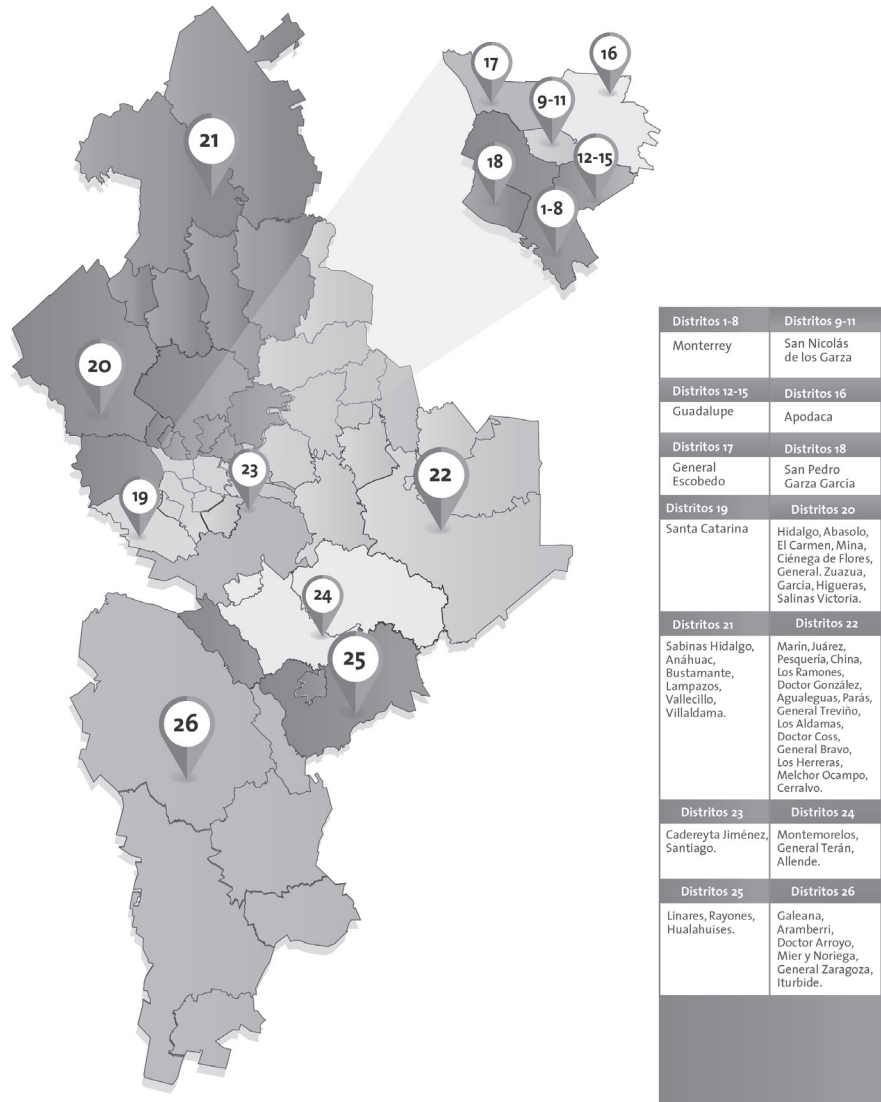 17
16
9-11
21
18
12-15
1-8
20
23
22
19
24
25
26
Distritos 1-8
Monterrey
Distritos 9-11
San Nicolás
de los Garza
Distritos 12-15
Guadalupe
Distritos 16
Apodaca
Distritos 17
General
Escobedo
Distritos 18
San Pedro
Garza García
Distritos 19
Santa Catarina
Distritos 20
Hidalgo, Abasolo,
El Carmen, Mina,
Ciénega de Flores,
General. Zuazua,
García, Higueras,
Salinas Victoria.
Distritos 21
Sabinas Hidalgo,
Anáhuac,
Bustamante,
Lampazos,
Vallecillo,
Villaldama.
Distritos 22
Marín, Juárez,
Pesquería, China,
Los Ramones,
Doctor González,
Agualeguas, Parás,
General Treviño,
Los Aldamas,
Doctor Coss,
General Bravo,
Los Herreras,
Melchor Ocampo,
Cerralvo.
Distritos 23
Cadereyta Jiménez,
Santiago.
Distritos 24
Montemorelos,
General Terán,
Allende.
Distritos 25
Linares, Rayones,
Hualahuises.
Distritos 26
Galeana,
Aramberri,
Doctor Arroyo,
Mier y Noriega,
General Zaragoza,
Iturbide.